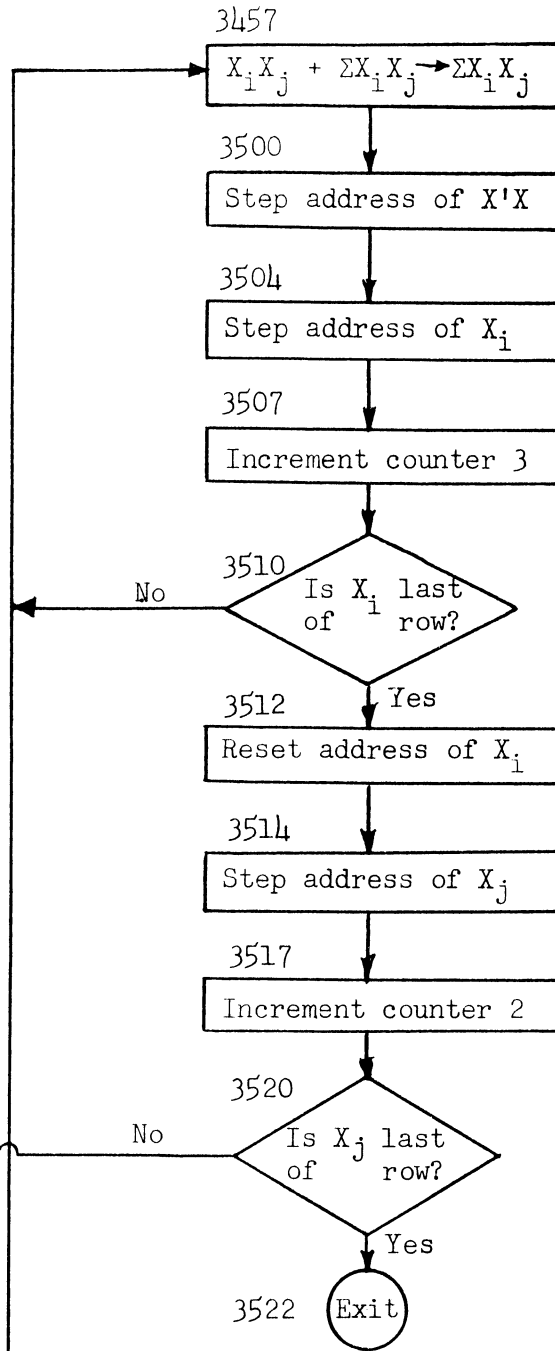 3457
XᵢXⱼ + ΣXᵢXⱼ → ΣXᵢXⱼ
3500
Step address of X'X
3504
Step address of Xᵢ
3507
Increment counter 3
3510
No
Is Xᵢ last
of row?
Yes
3512
Reset address of Xᵢ
3514
Step address of Xⱼ
3517
Increment counter 2
3520
No
Is Xⱼ last
of row?
Yes
3522
Exit